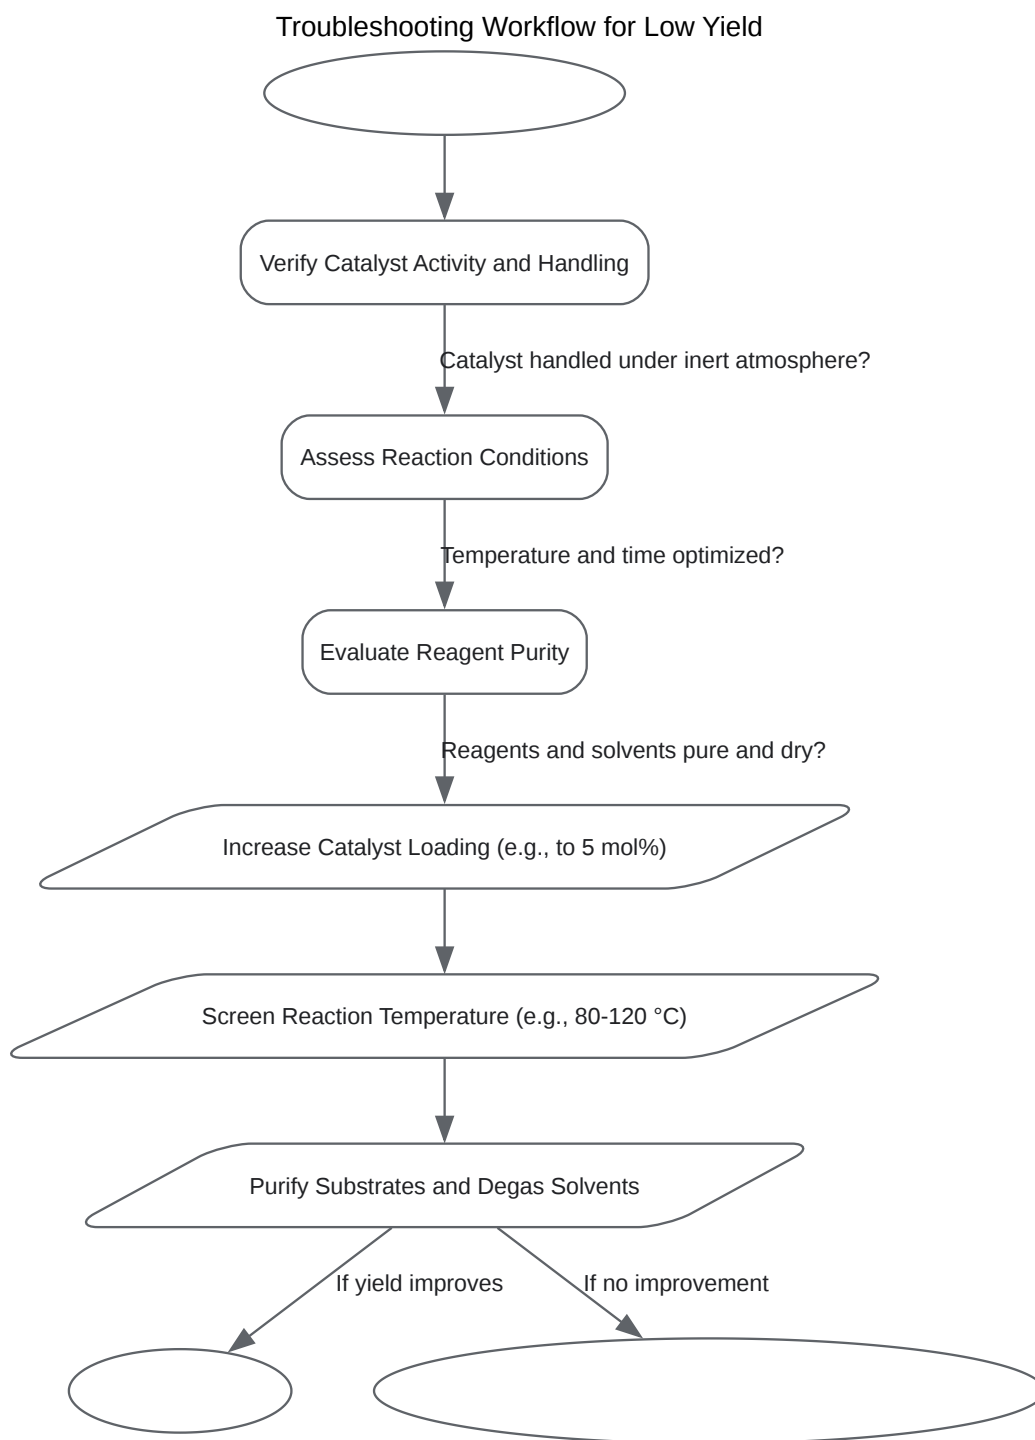 Troubleshooting Workflow for Low Yield
Verify Catalyst Activity and Handling
Catalyst handled under inert atmosphere?
Assess Reaction Conditions
Temperature and time optimized?
Evaluate Reagent Purity
Reagents and solvents pure and dry?
Increase Catalyst Loading (e.g., to 5 mol%)
Screen Reaction Temperature (e.g., 80-120 °C)
Purify Substrates and Degas Solvents
If yield improves
If no improvement